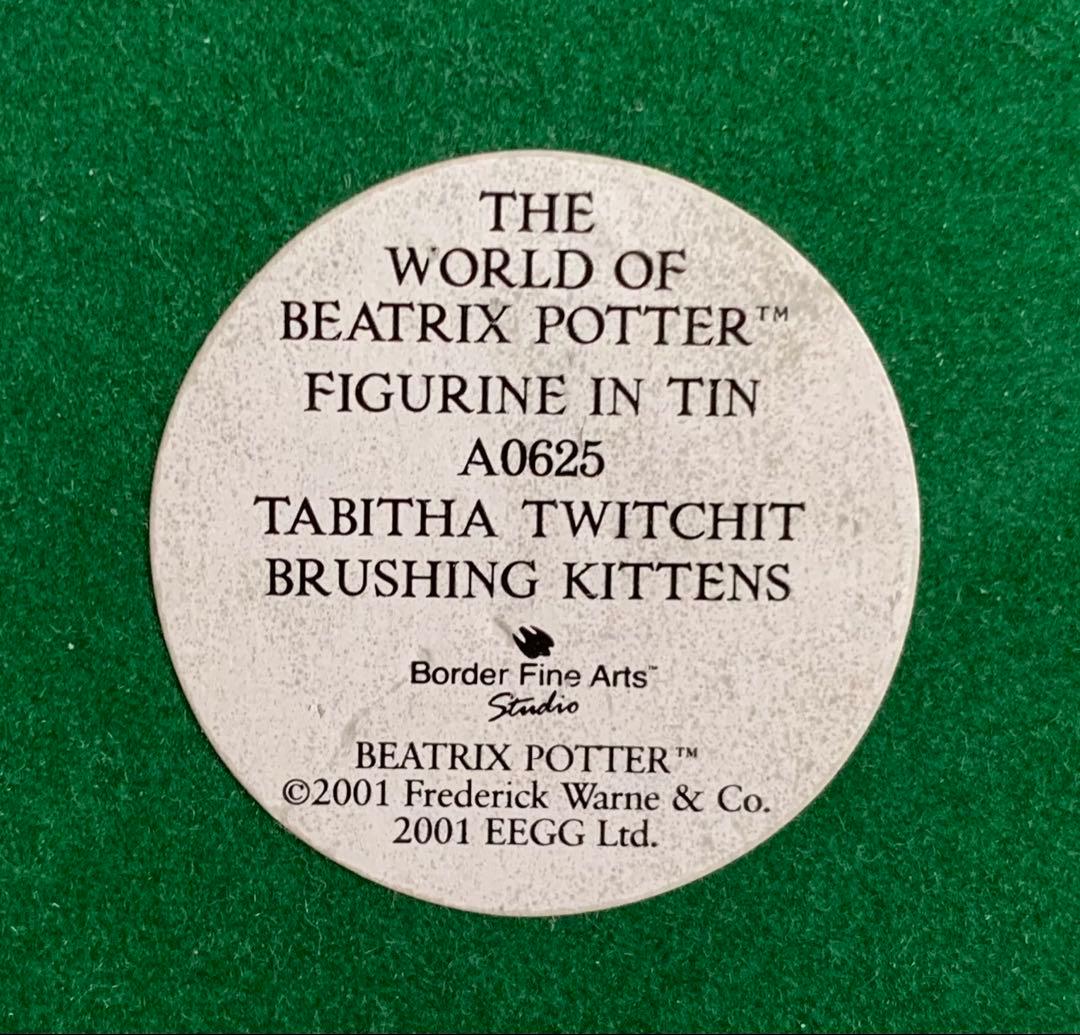 THE
WORLD OF
BEATRIX POTTER™
FIGURINE IN TIN
A0625
TABITHA TWITCHIT
BRUSHING KITTENS
Border Fine Arts™
Studio
BEATRIX POTTER™
©2001 Frederick Warne & Co.
2001 EEGG Ltd.